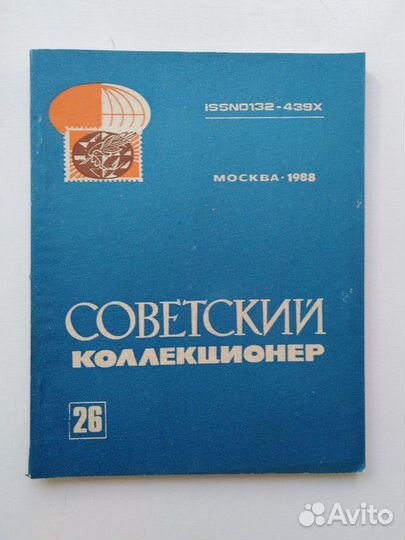 ISSN0132-439X
МОСКВА·1988
СОВЕТСКИЙ
КОЛЛЕКЦИОНЕР
26
Avito